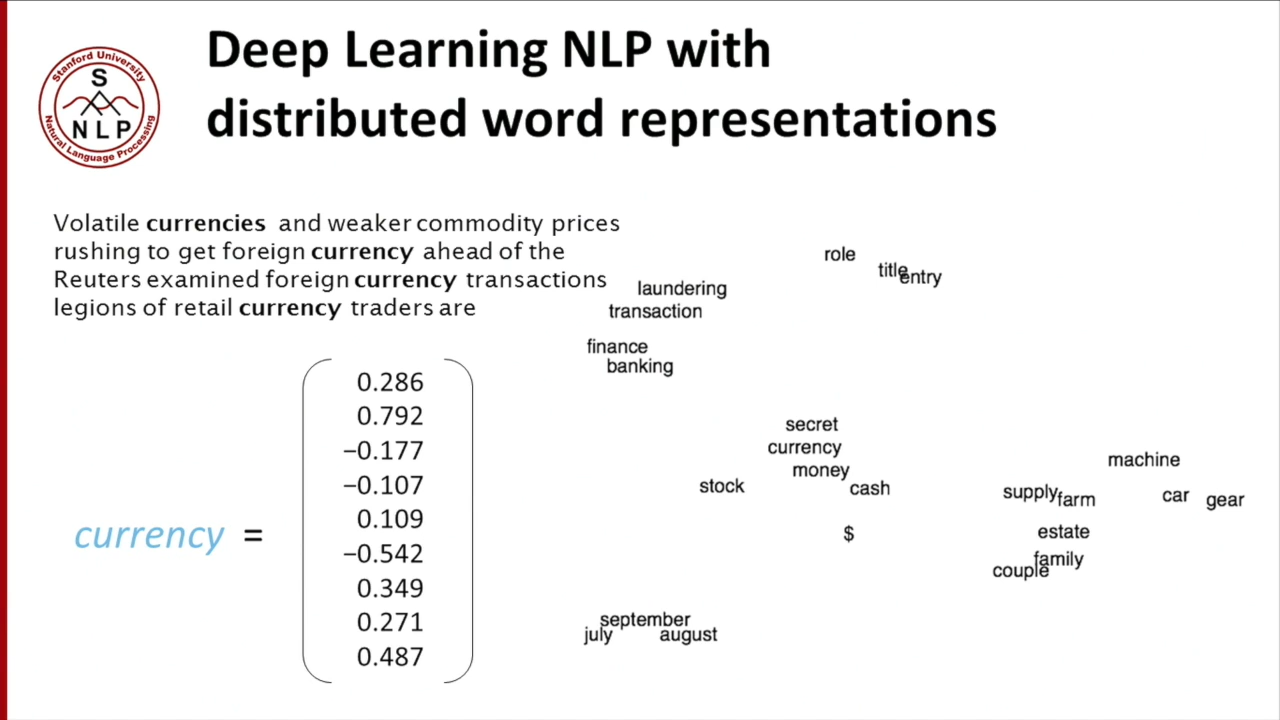 Stanford University
S
NLP
Natural Language Processing
Deep Learning NLP with
distributed word representations
Volatile currencies and weaker commodity prices
rushing to get foreign currency ahead of the
Reuters examined foreign currency transactions
legions of retail currency traders are
currency =
0.286
0.792
−0.177
−0.107
0.109
−0.542
0.349
0.271
0.487
role
title
entry
laundering
transaction
finance
banking
secret
currency
money
stock
cash
$
machine
supply
farm
car
gear
estate
family
couple
september
july
august